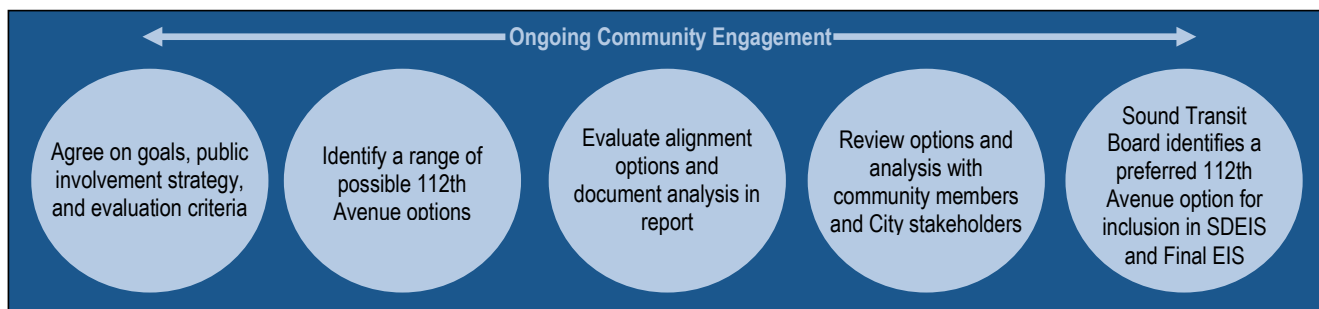 Ongoing Community Engagement
Agree on goals, public
involvement strategy,
and evaluation criteria
Identify a range of
possible 112th
Avenue options
Evaluate alignment
options and
document analysis in
report
Review options and
analysis with
community members
and City stakeholders
Sound Transit
Board identifies a
preferred 112th
Avenue option for
inclusion in SDEIS
and Final EIS